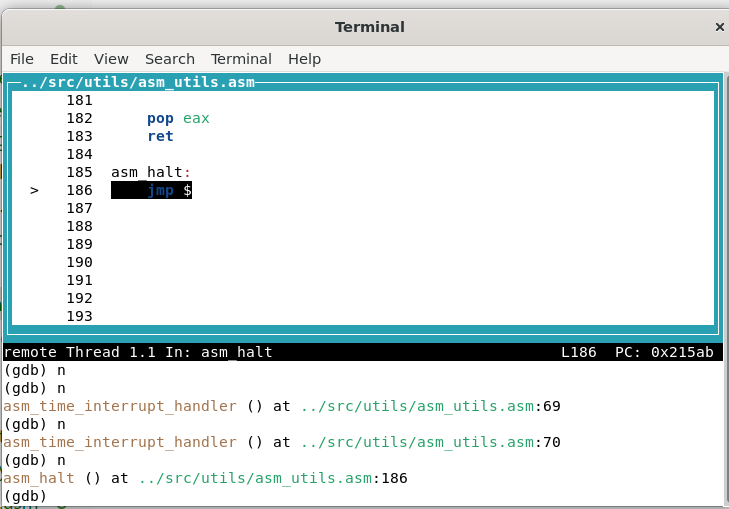 Terminal ×
File Edit View Search Terminal Help
../src/utils/asm_utils.asm
181
182 pop eax
183 ret
184
185 asm_halt:
> 186 jmp $
187
188
189
190
191
192
193
remote Thread 1.1 In: asm_halt L186 PC: 0x215ab
(gdb) n
(gdb) n
asm_time_interrupt_handler () at ../src/utils/asm_utils.asm:69
(gdb) n
asm_time_interrupt_handler () at ../src/utils/asm_utils.asm:70
(gdb) n
asm_halt () at ../src/utils/asm_utils.asm:186
(gdb)